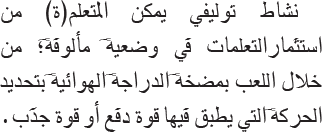 نشاط توليفي يمكن المتعلم(ة) من
استثمارالتعلمات في وضعية مألوفة؛ من
خلال اللعب بمضخة الدراجة الهوائية بتحديد
الحركة التي يطبق فيها قوة دفع أو قوة جذب .